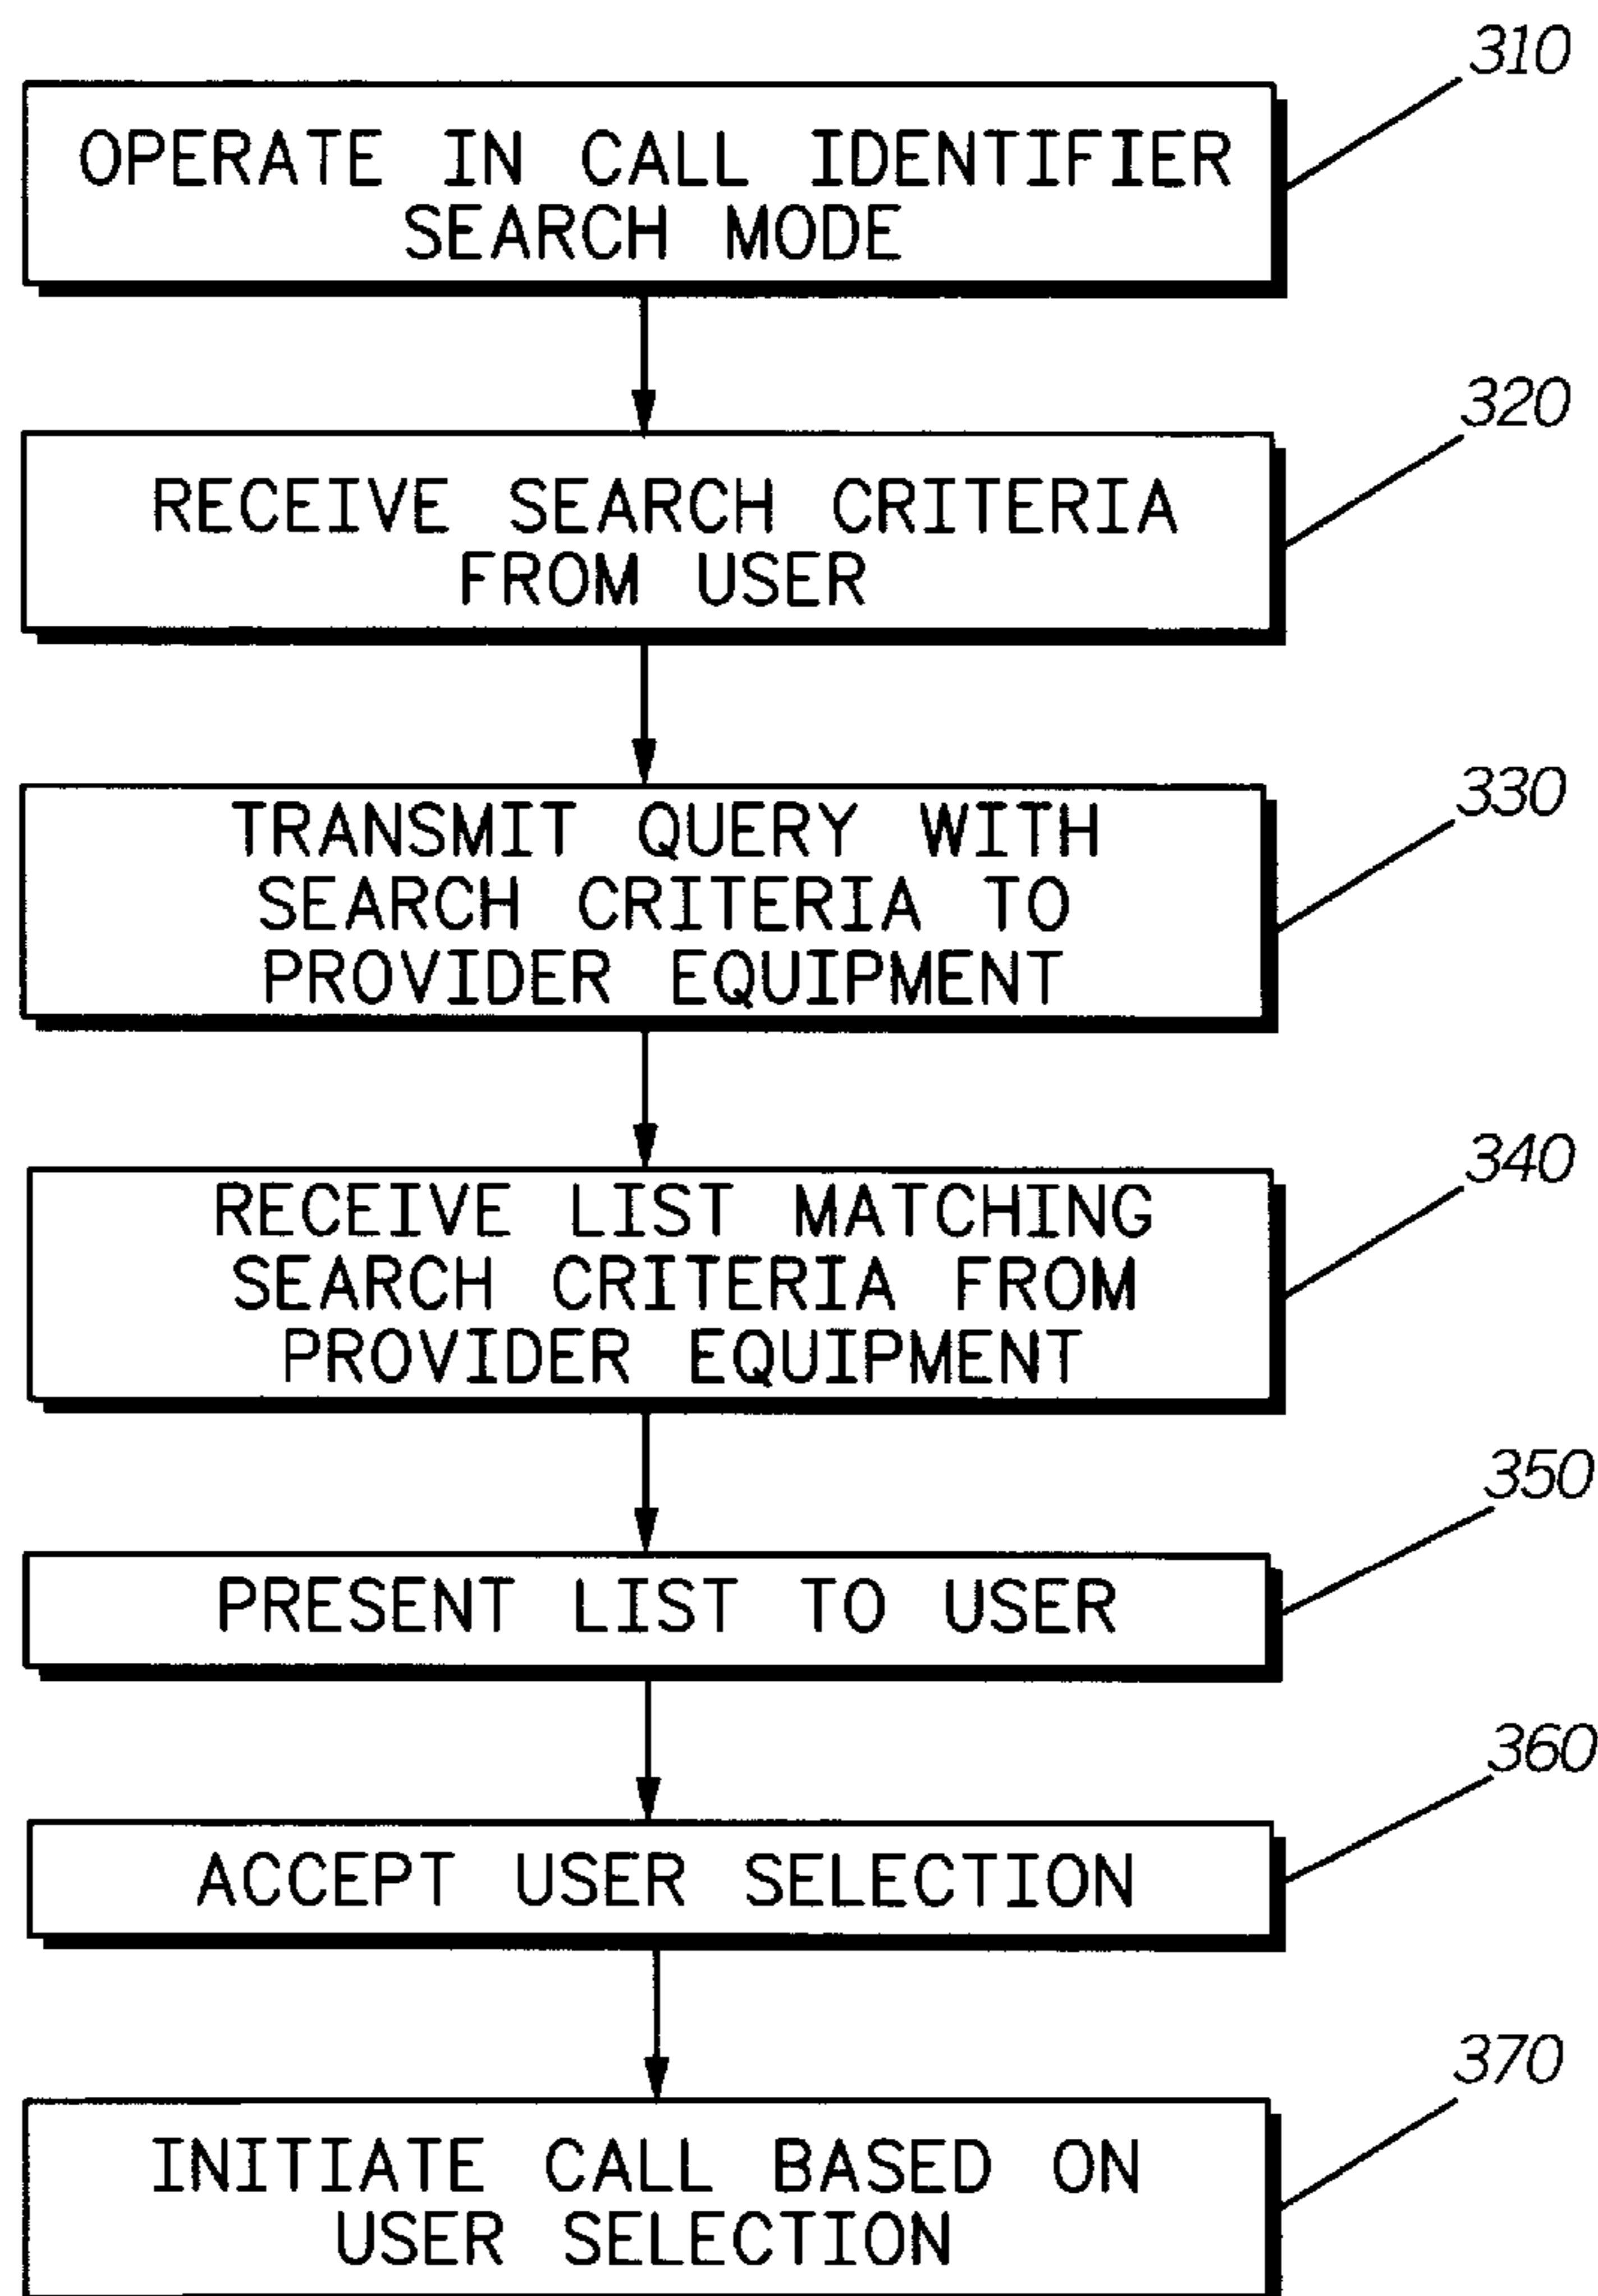 310
OPERATE IN CALL IDENTIFIER
SEARCH MODE
320
RECEIVE SEARCH CRITERIA
FROM USER
330
TRANSMIT QUERY WITH
SEARCH CRITERIA TO
PROVIDER EQUIPMENT
340
RECEIVE LIST MATCHING
SEARCH CRITERIA FROM
PROVIDER EQUIPMENT
350
PRESENT LIST TO USER
360
ACCEPT USER SELECTION
370
INITIATE CALL BASED ON
USER SELECTION